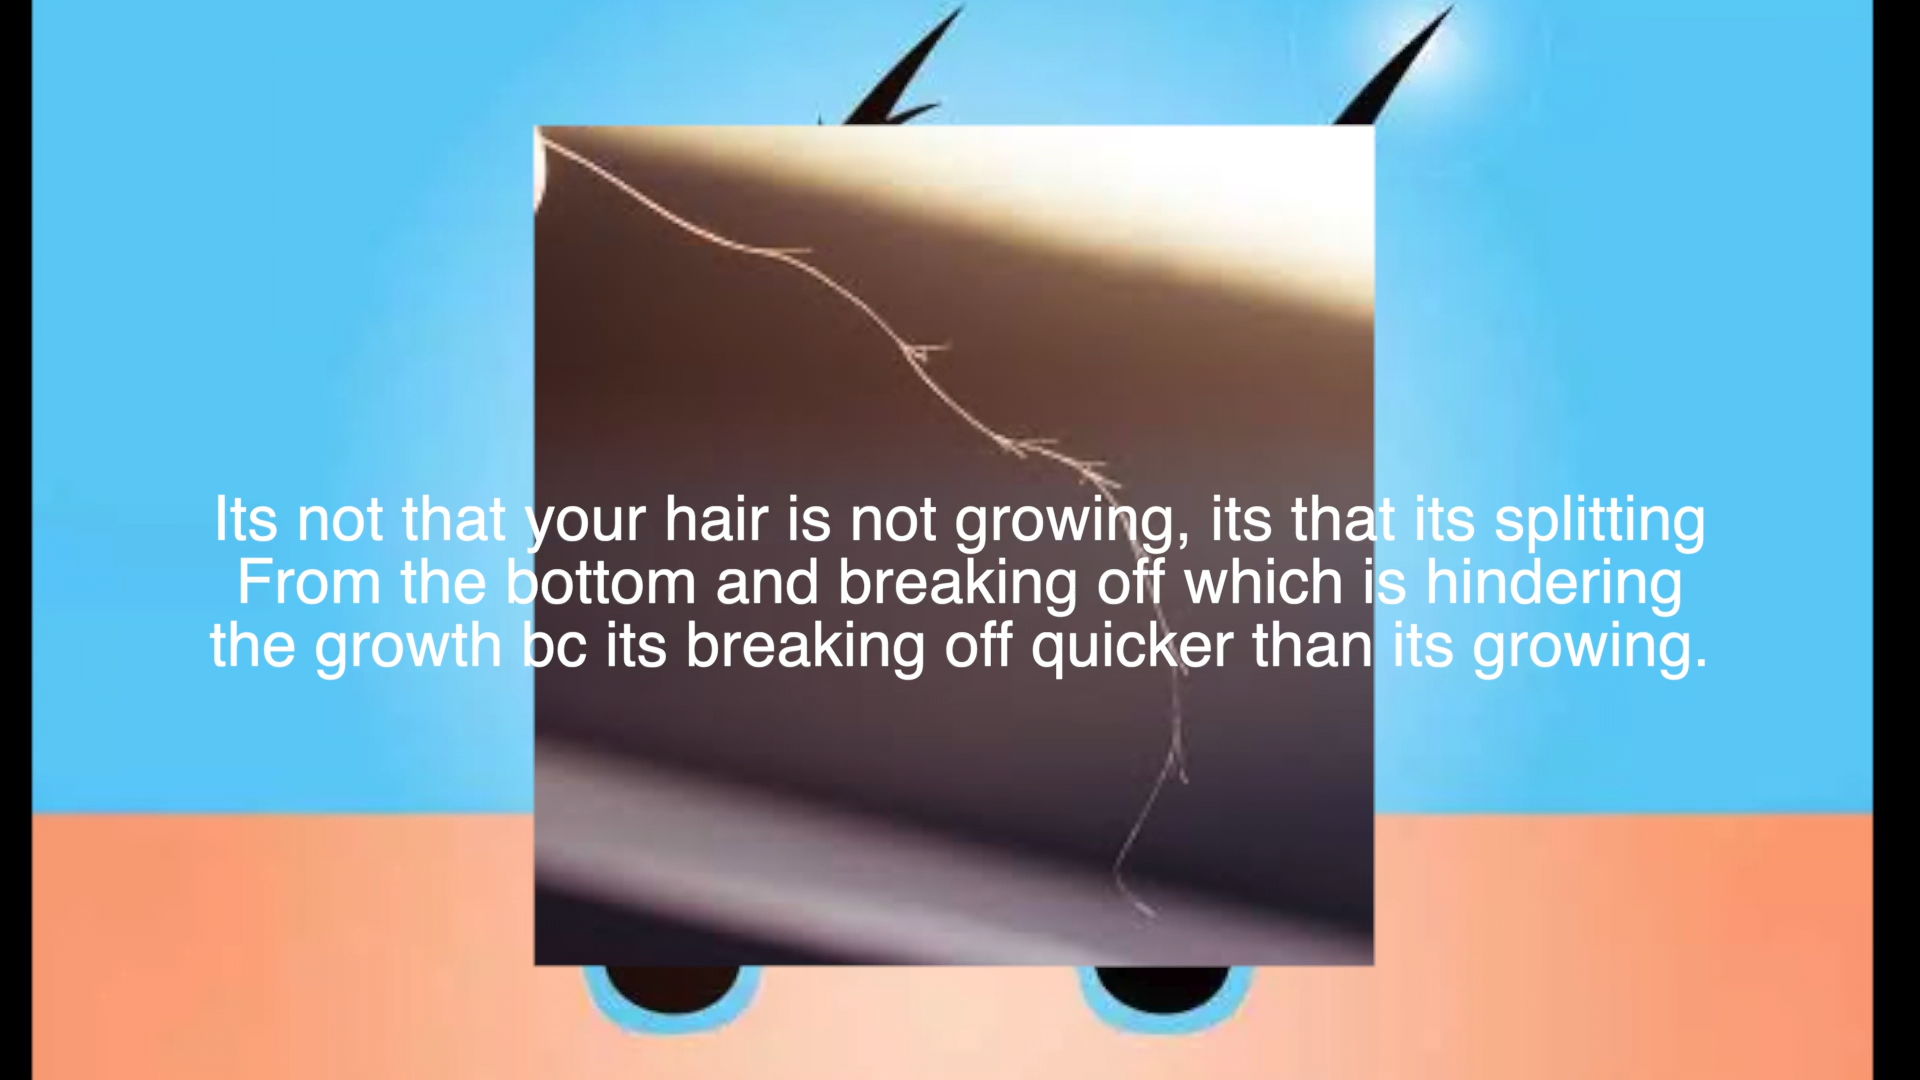 Its not that your hair is not growing, its that its splitting
From the bottom and breaking off which is hindering
the growth bc its breaking off quicker than its growing.